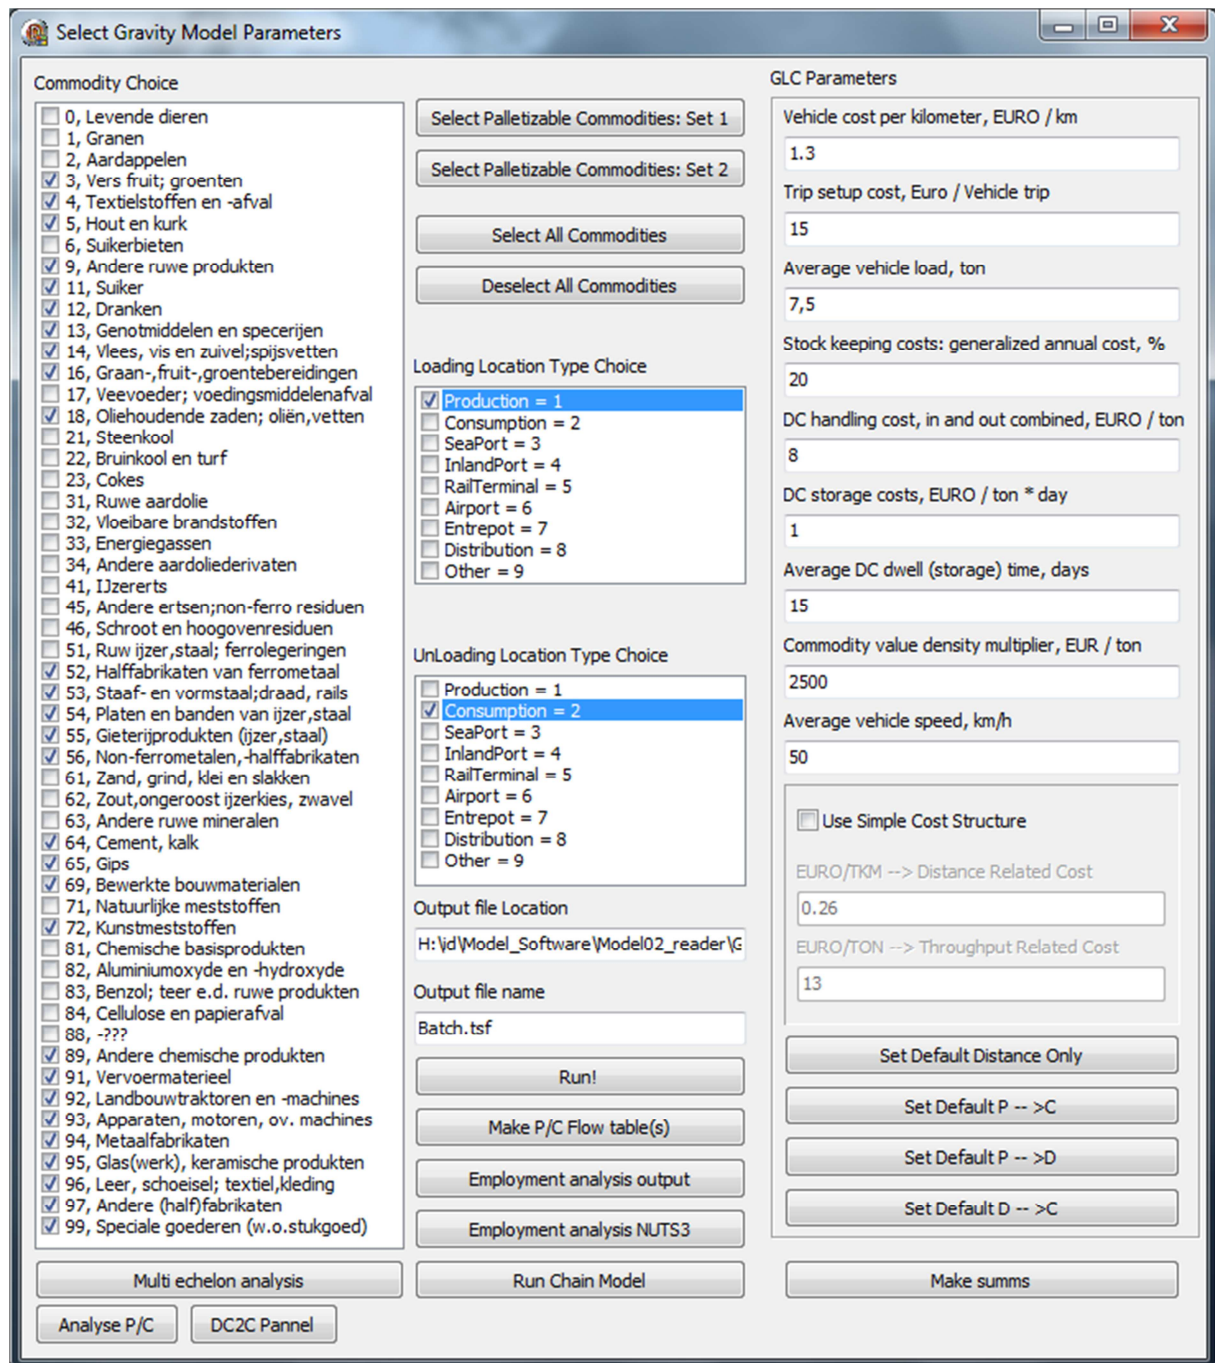 Select Gravity Model Parameters
Commodity Choice
0, Levende dieren
1, Granen
2, Aardappelen
3, Vers fruit; groenten
4, Textielstoffen en -afval
5, Hout en kurk
6, Suikerbieten
9, Andere ruwe produkten
11, Suiker
12, Dranken
13, Genotmiddelen en specerijen
14, Vlees, vis en zuivel;spijsvetten
16, Graan-,fruit-,groentebereidingen
17, Veevoeder; voedingsmiddelenafval
18, Oliehoudende zaden; oliën,vetten
21, Steenkool
22, Bruinkool en turf
23, Cokes
31, Ruwe aardolie
32, Vloeibare brandstoffen
33, Energiegassen
34, Andere aardoliederivaten
41, IJzererts
45, Andere ertsen;non-ferro residuen
46, Schroot en hoogovenresiduen
51, Ruw ijzer,staal; ferrolegeringen
52, Halffabrikaten van ferrometaal
53, Staaf- en vormstaal;draad, rails
54, Platen en banden van ijzer,staal
55, Gieterijprodukten (ijzer,staal)
56, Non-ferrometalen,-halffabrikaten
61, Zand, grind, klei en slakken
62, Zout,ongeroost ijzerkies, zwavel
63, Andere ruwe mineralen
64, Cement, kalk
65, Gips
69, Bewerkte bouwmaterialen
71, Natuurlijke meststoffen
72, Kunstmeststoffen
81, Chemische basisprodukten
82, Aluminiumoxyde en -hydroxyde
83, Benzol; teer e.d. ruwe produkten
84, Cellulose en papierafval
88, -???
89, Andere chemische produkten
91, Vervoermaterieel
92, Landbouwtraktoren en -machines
93, Apparaten, motoren, ov. machines
94, Metaalfabrikaten
95, Glas(werk), keramische produkten
96, Leer, schoeisel; textiel,kleding
97, Andere (half)fabrikaten
99, Speciale goederen (w.o.stukgoed)
Multi echelon analysis
Analyse P/C
DC2C Pannel
Select Palletizable Commodities: Set 1
Select Palletizable Commodities: Set 2
Select All Commodities
Deselect All Commodities
Loading Location Type Choice
Production = 1
Consumption = 2
SeaPort = 3
InlandPort = 4
RailTerminal = 5
Airport = 6
Entrepot = 7
Distribution = 8
Other = 9
UnLoading Location Type Choice
Production = 1
Consumption = 2
SeaPort = 3
InlandPort = 4
RailTerminal = 5
Airport = 6
Entrepot = 7
Distribution = 8
Other = 9
Output file Location
H:\jd\Model_Software\Model02_reader\G
Output file name
Batch.tsf
Run!
Make P/C Flow table(s)
Employment analysis output
Employment analysis NUTS3
Run Chain Model
GLC Parameters
Vehicle cost per kilometer, EURO / km
1.3
Trip setup cost, Euro / Vehicle trip
15
Average vehicle load, ton
7,5
Stock keeping costs: generalized annual cost, %
20
DC handling cost, in and out combined, EURO / ton
8
DC storage costs, EURO / ton * day
1
Average DC dwell (storage) time, days
15
Commodity value density multiplier, EUR / ton
2500
Average vehicle speed, km/h
50
Use Simple Cost Structure
EURO/TKM --> Distance Related Cost
0.26
EURO/TON --> Throughput Related Cost
13
Set Default Distance Only
Set Default P -- >C
Set Default P -- >D
Set Default D -- >C
Make summs